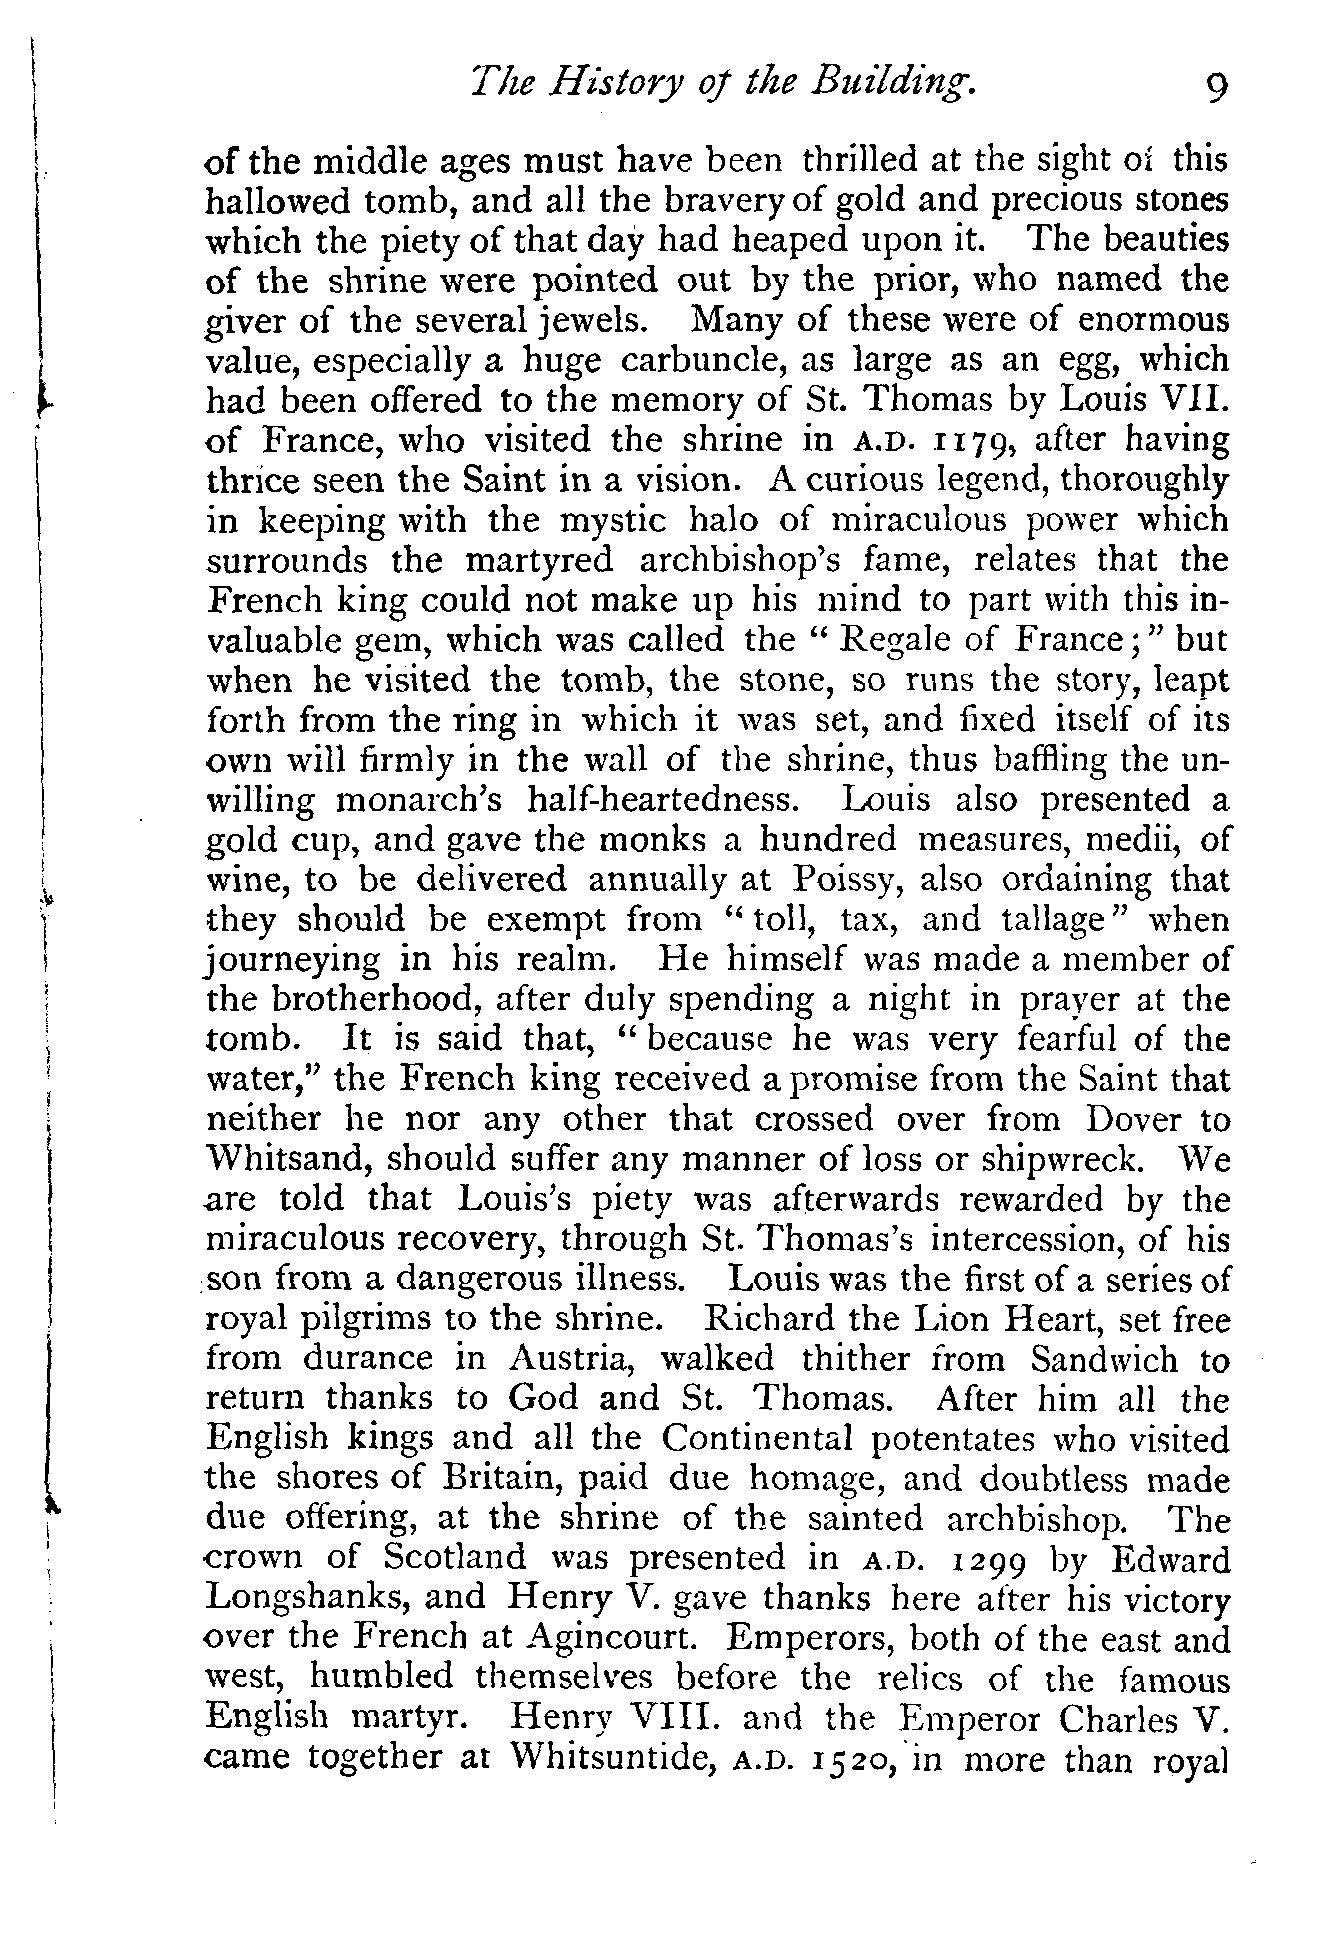 The History of the Building. 9
of the middle ages must have been thrilled at the sight of this
hallowed tomb, and all the bravery of gold and precious stones
which the piety of that day had heaped upon it. The beauties
of the shrine were pointed out by the prior, who named the
giver of the several jewels. Many of these were of enormous
value, especially a huge carbuncle, as large as an egg, which
had been offered to the memory of St. Thomas by Louis VII.
of France, who visited the shrine in A.D. 1179, after having
thrice seen the Saint in a vision. A curious legend, thoroughly
in keeping with the mystic halo of miraculous power which
surrounds the martyred archbishop's fame, relates that the
French king could not make up his mind to part with this in-
valuable gem, which was called the "Regale of France;" but
when he visited the tomb, the stone, so runs the story, leapt
forth from the ring in which it was set, and fixed itself of its
own will firmly in the wall of the shrine, thus baffling the un-
willing monarch's half-heartedness. Louis also presented a
gold cup, and gave the monks a hundred measures, medii, of
wine, to be delivered annually at Poissy, also ordaining that
they should be exempt from "toll, tax, and tallage" when
journeying in his realm. He himself was made a member of
the brotherhood, after duly spending a night in prayer at the
tomb. It is said that, "because he was very fearful of the
water," the French king received a promise from the Saint that
neither he nor any other that crossed over from Dover to
Whitsand, should suffer any manner of loss or shipwreck. We
are told that Louis's piety was afterwards rewarded by the
miraculous recovery, through St. Thomas's intercession, of his
son from a dangerous illness. Louis was the first of a series of
royal pilgrims to the shrine. Richard the Lion Heart, set free
from durance in Austria, walked thither from Sandwich to
return thanks to God and St. Thomas. After him all the
English kings and all the Continental potentates who visited
the shores of Britain, paid due homage, and doubtless made
due offering, at the shrine of the sainted archbishop. The
crown of Scotland was presented in A.D. 1299 by Edward
Longshanks, and Henry V. gave thanks here after his victory
over the French at Agincourt. Emperors, both of the east and
west, humbled themselves before the relics of the famous
English martyr. Henry VIII. and the Emperor Charles V.
came together at Whitsuntide, A.D. 1520, in more than royal